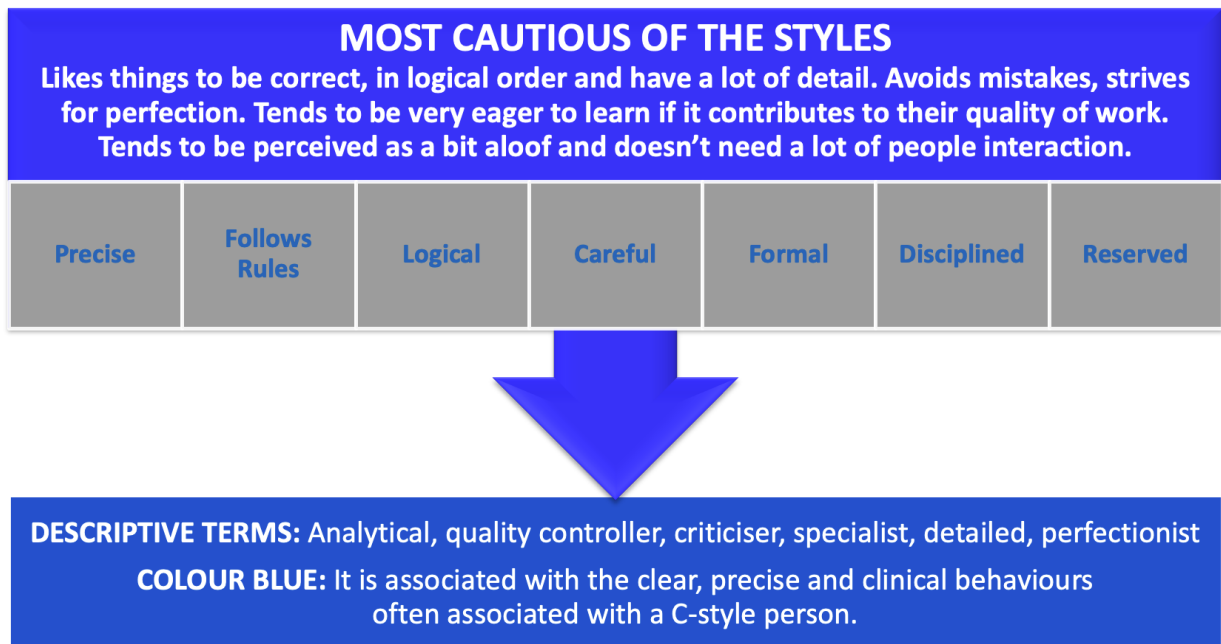 MOST CAUTIOUS OF THE STYLES
Likes things to be correct, in logical order and have a lot of detail. Avoids mistakes, strives
for perfection. Tends to be very eager to learn if it contributes to their quality of work.
Tends to be perceived as a bit aloof and doesn’t need a lot of people interaction.
Precise
Follows
Rules
Logical
Careful
Formal
Disciplined
Reserved
DESCRIPTIVE TERMS: Analytical, quality controller, criticiser, specialist, detailed, perfectionist
COLOUR BLUE: It is associated with the clear, precise and clinical behaviours
often associated with a C-style person.